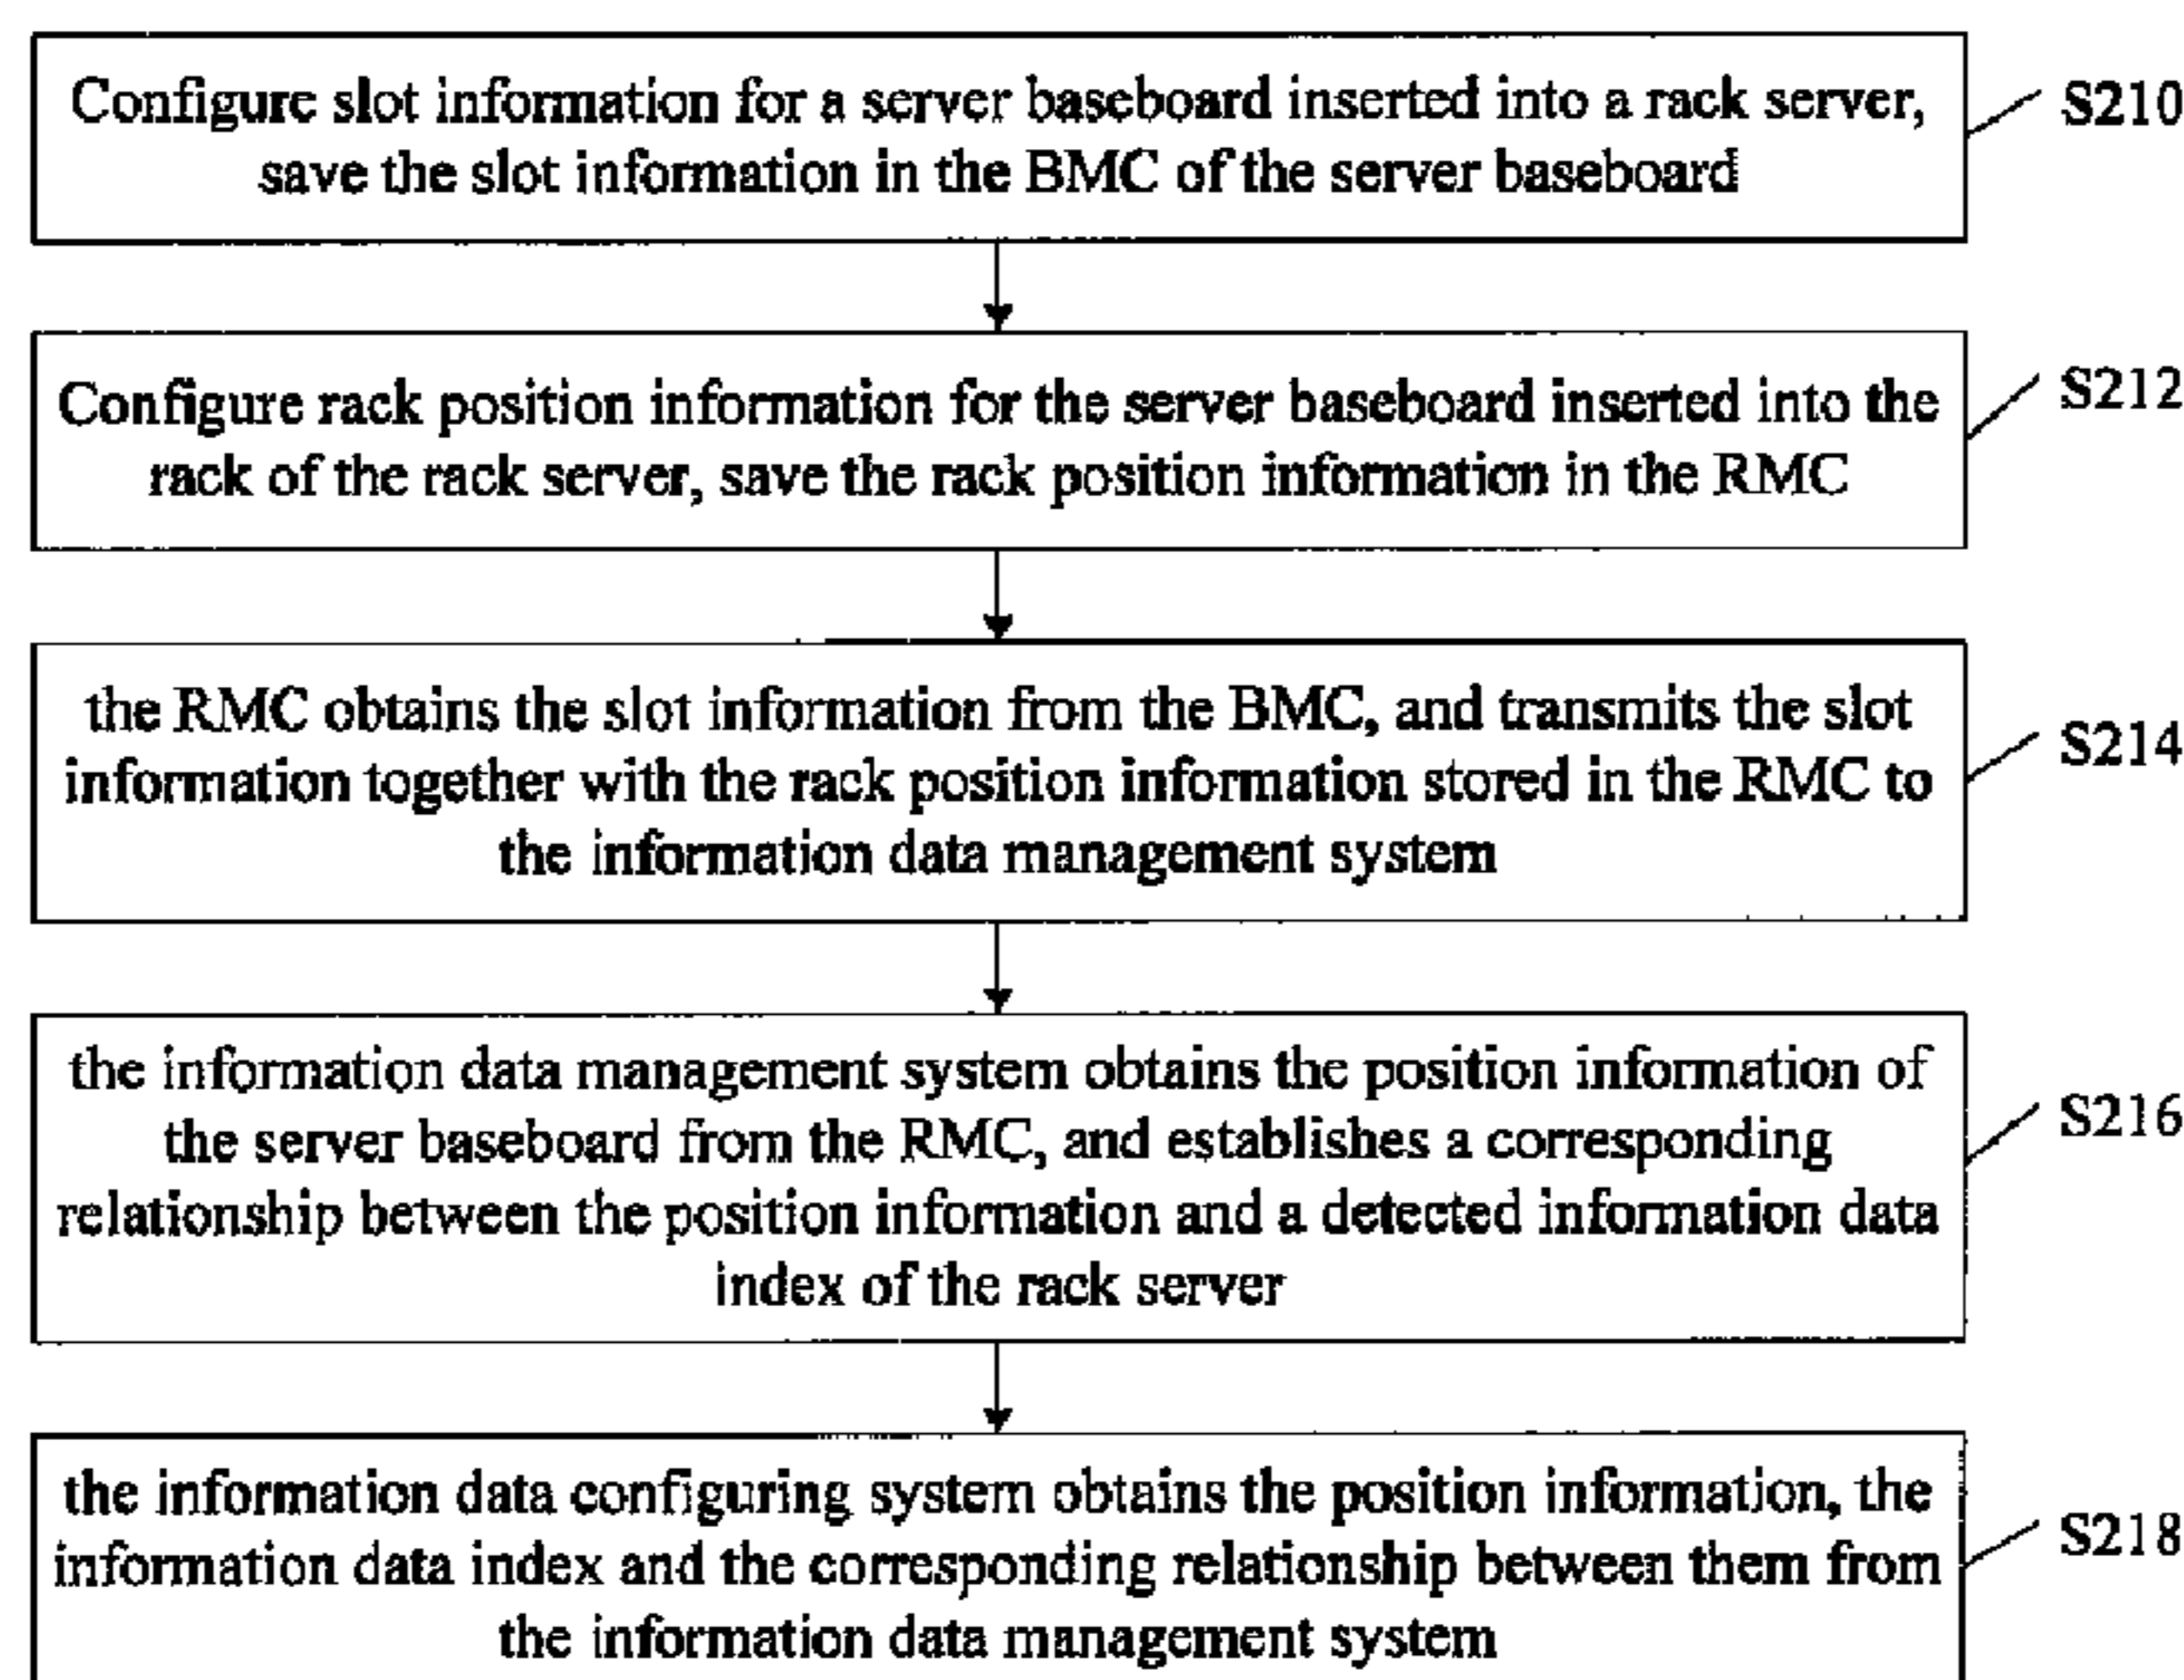 Configure slot information for a server baseboard inserted into a rack server,
save the slot information in the BMC of the server baseboard
S210
Configure rack position information for the server baseboard inserted into the
rack of the rack server, save the rack position information in the RMC
S212
the RMC obtains the slot information from the BMC, and transmits the slot
information together with the rack position information stored in the RMC to
the information data management system
S214
the information data management system obtains the position information of
the server baseboard from the RMC, and establishes a corresponding
relationship between the position information and a detected information data
index of the rack server
S216
the information data configuring system obtains the position information, the
information data index and the corresponding relationship between them from
the information data management system
S218